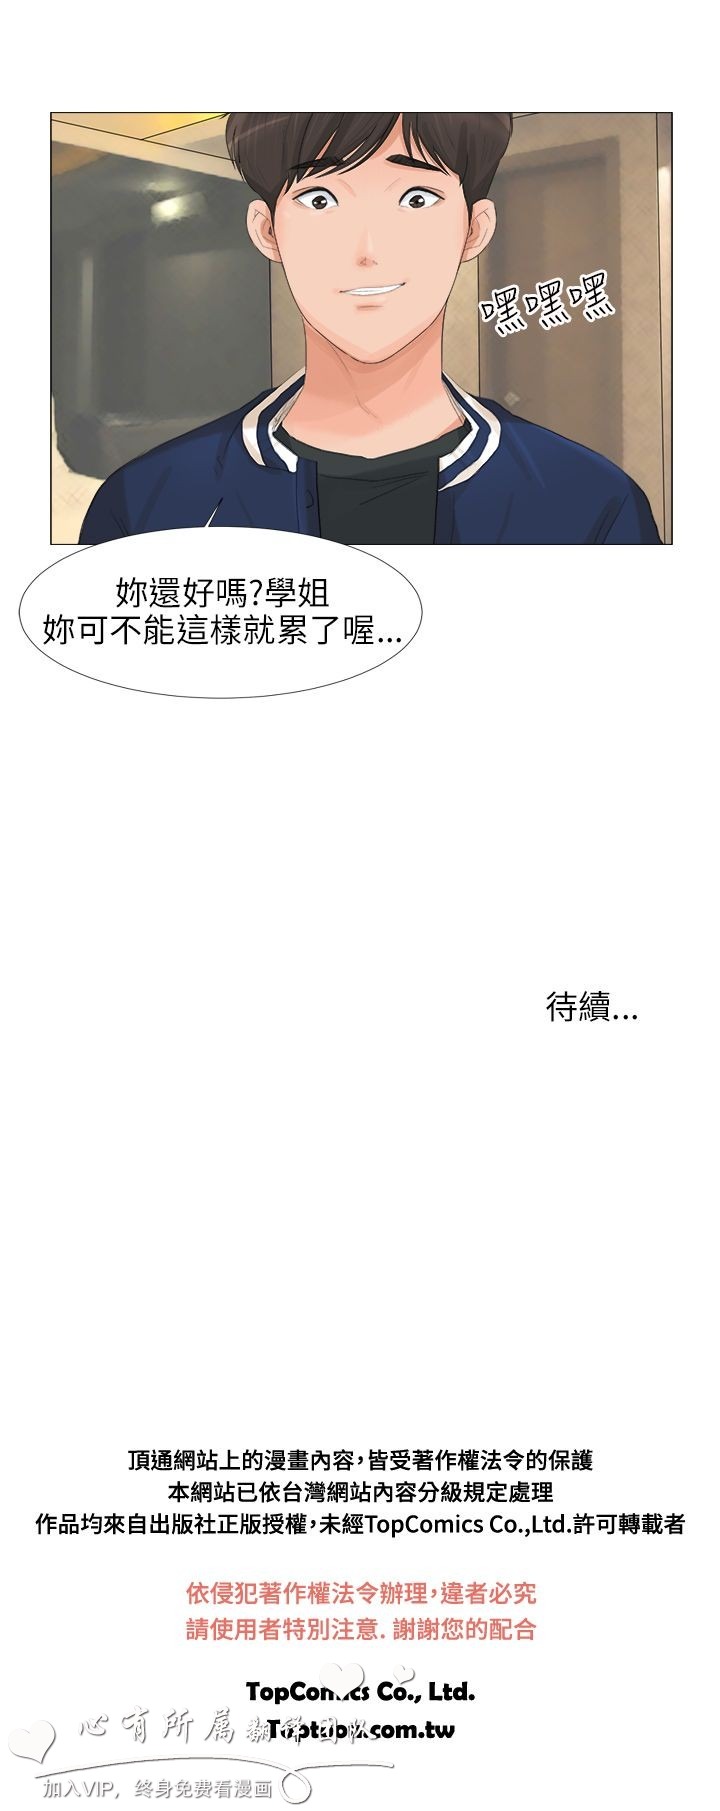 嘿嘿嘿
妳還好嗎?學姐
妳可不能這樣就累了喔...
待續...
頂通網站上的漫畫內容，皆受著作權法令的保護
本網站已依台灣網站內容分級規定處理
作品均來自出版社正版授權，未經TopComics Co.,Ltd.許可轉載者
依侵犯著作權法令辦理，違者必究
請使用者特別注意. 謝謝您的配合
TopComics Co., Ltd.
Toptoon.com.tw
心有所属翻译团队
加入VIP，终身免费看漫画